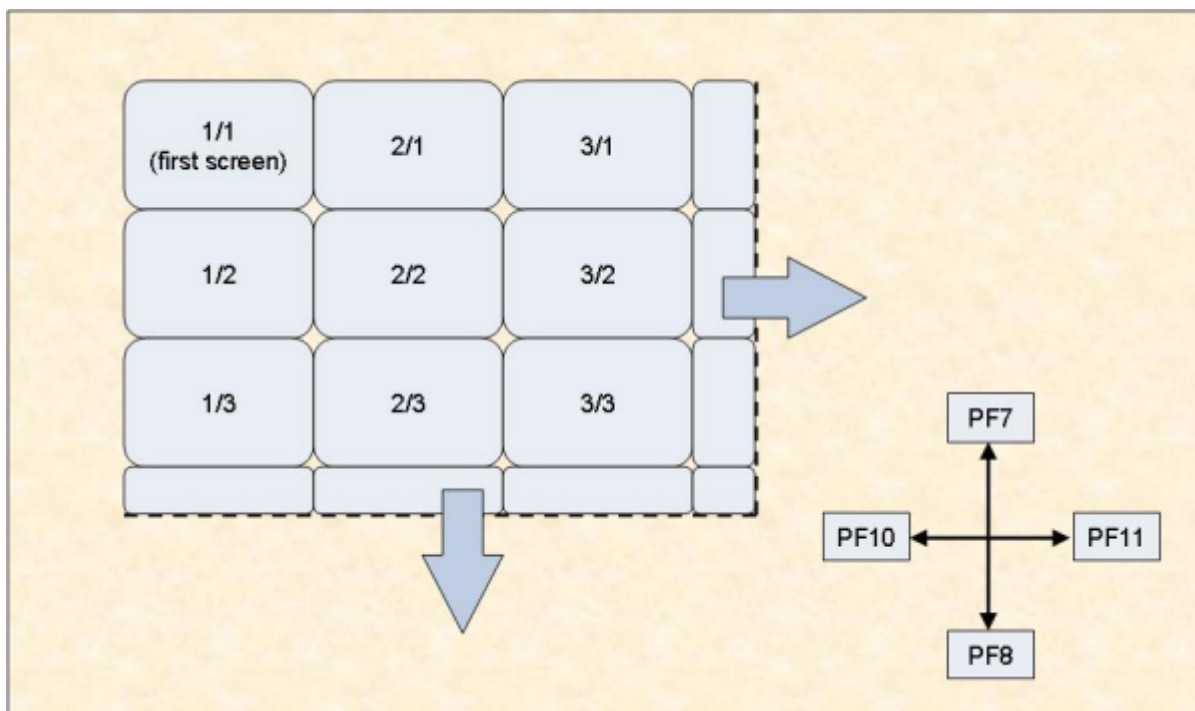 1/1
(first screen)
2/1
3/1
1/2
2/2
3/2
1/3
2/3
3/3
PF7
PF10
PF11
PF8